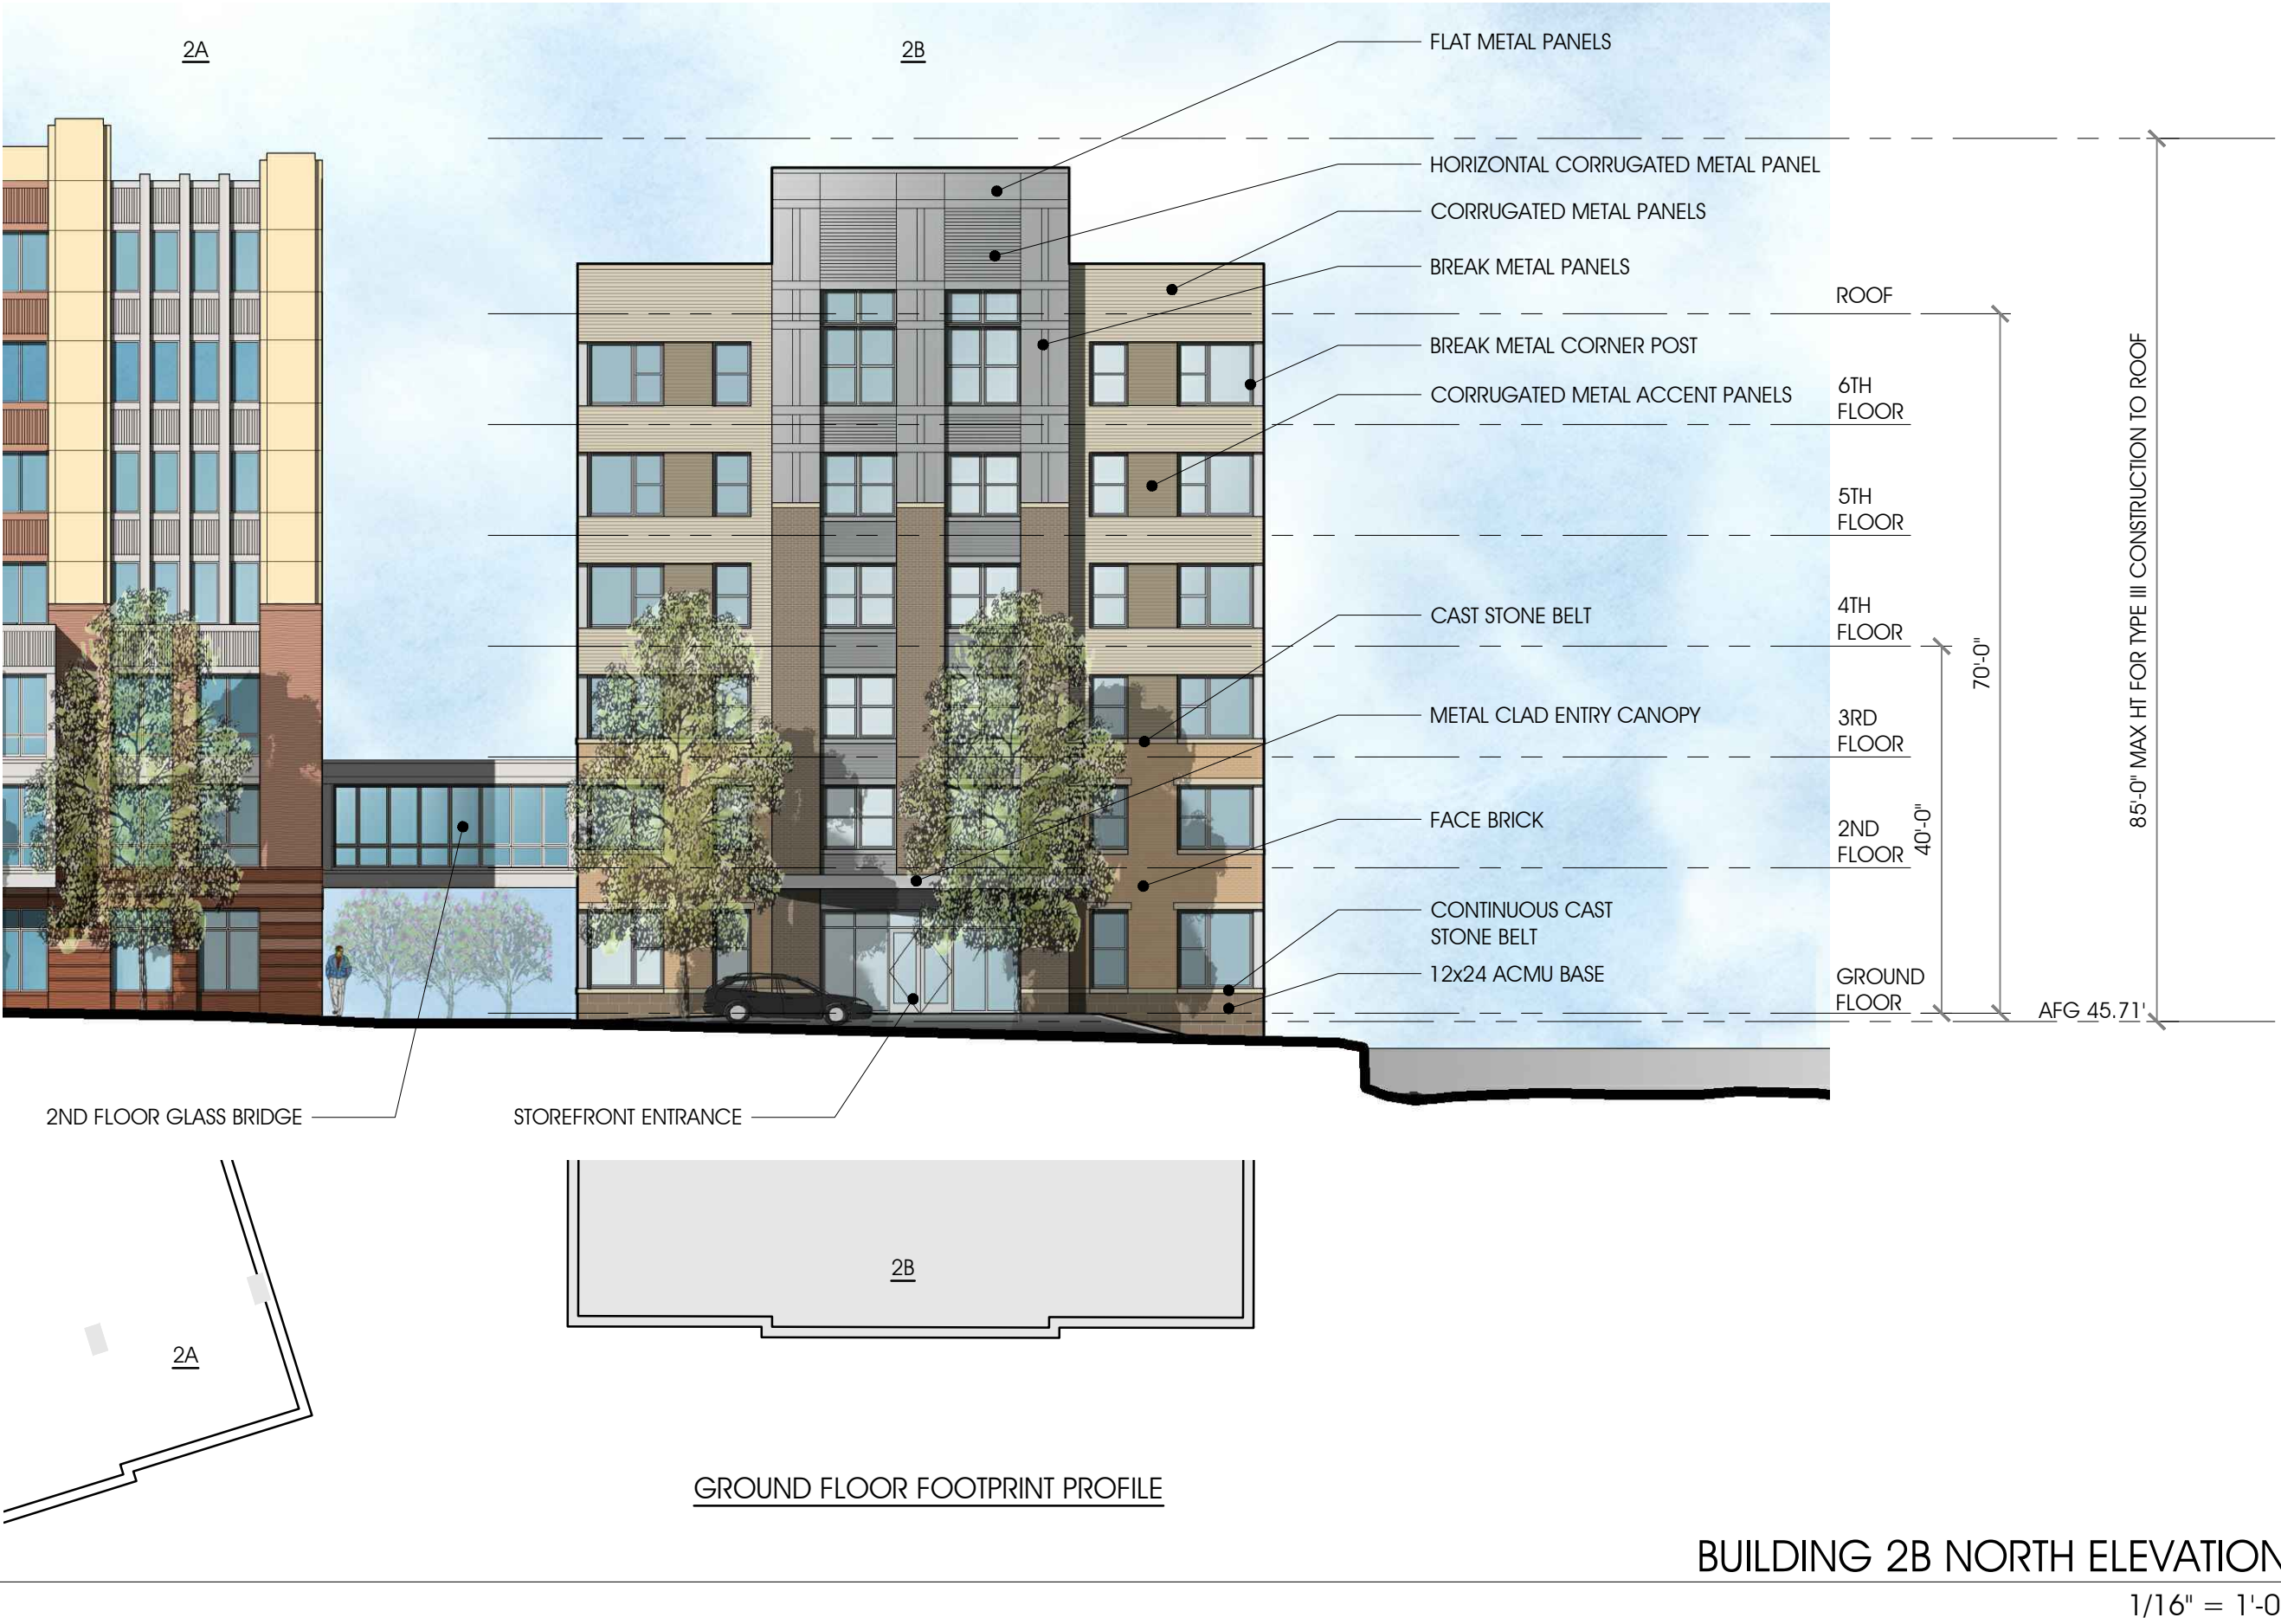 2A
2B
FLAT METAL PANELS
HORIZONTAL CORRUGATED METAL PANEL
CORRUGATED METAL PANELS
BREAK METAL PANELS
ROOF
BREAK METAL CORNER POST
CORRUGATED METAL ACCENT PANELS
6TH
FLOOR
5TH
FLOOR
4TH
FLOOR
CAST STONE BELT
METAL CLAD ENTRY CANOPY
3RD
FLOOR
FACE BRICK
2ND
FLOOR
CONTINUOUS CAST
STONE BELT
12x24 ACMU BASE
GROUND
FLOOR
40'-0"
70'-0"
85'-0" MAX HT FOR TYPE III CONSTRUCTION TO ROOF
AFG 45.71'
2ND FLOOR GLASS BRIDGE
STOREFRONT ENTRANCE
2B
2A
GROUND FLOOR FOOTPRINT PROFILE
BUILDING 2B NORTH ELEVATION
1/16" = 1'-0